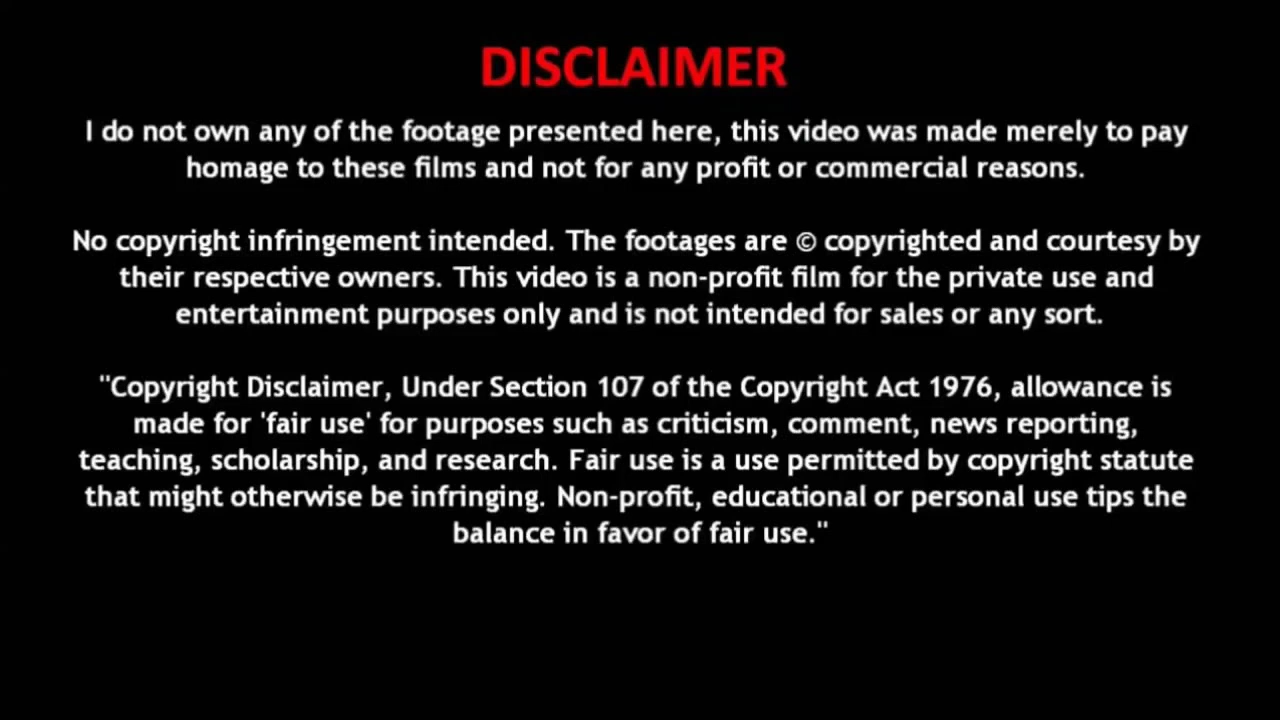 DISCLAIMER
I do not own any of the footage presented here, this video was made merely to pay
homage to these films and not for any profit or commercial reasons.
No copyright infringement intended. The footages are © copyrighted and courtesy by
their respective owners. This video is a non-profit film for the private use and
entertainment purposes only and is not intended for sales or any sort.
"Copyright Disclaimer, Under Section 107 of the Copyright Act 1976, allowance is
made for 'fair use' for purposes such as criticism, comment, news reporting,
teaching, scholarship, and research. Fair use is a use permitted by copyright statute
that might otherwise be infringing. Non-profit, educational or personal use tips the
balance in favor of fair use."